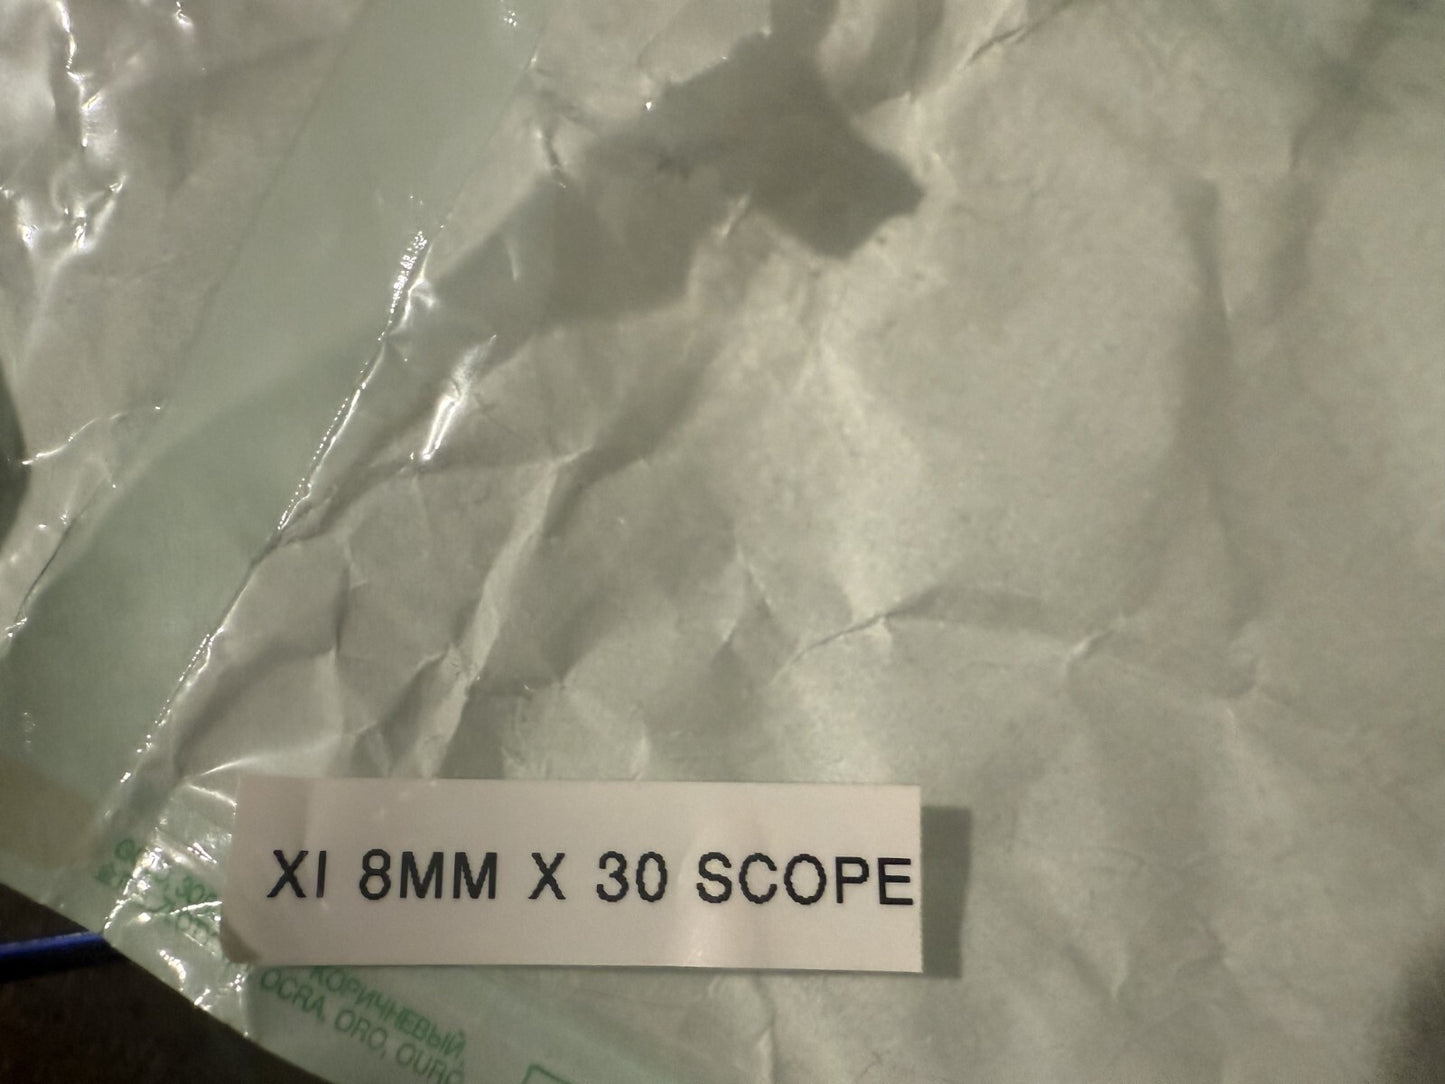 XI 8MM X 30 SCOPE
КОРИЧНЕВЫЙ,
OCRA, ORO, OURO